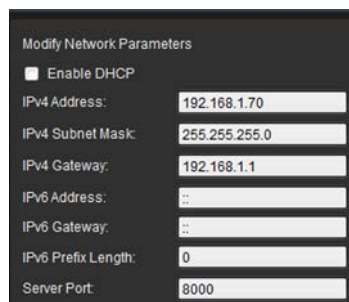 Modify Network Parameters
Enable DHCP
IPv4 Address: 192.168.1.70
IPv4 Subnet Mask: 255.255.255.0
IPv4 Gateway: 192.168.1.1
IPv6 Address: ::
IPv6 Gateway: ::
IPv6 Prefix Length: 0
Server Port: 8000